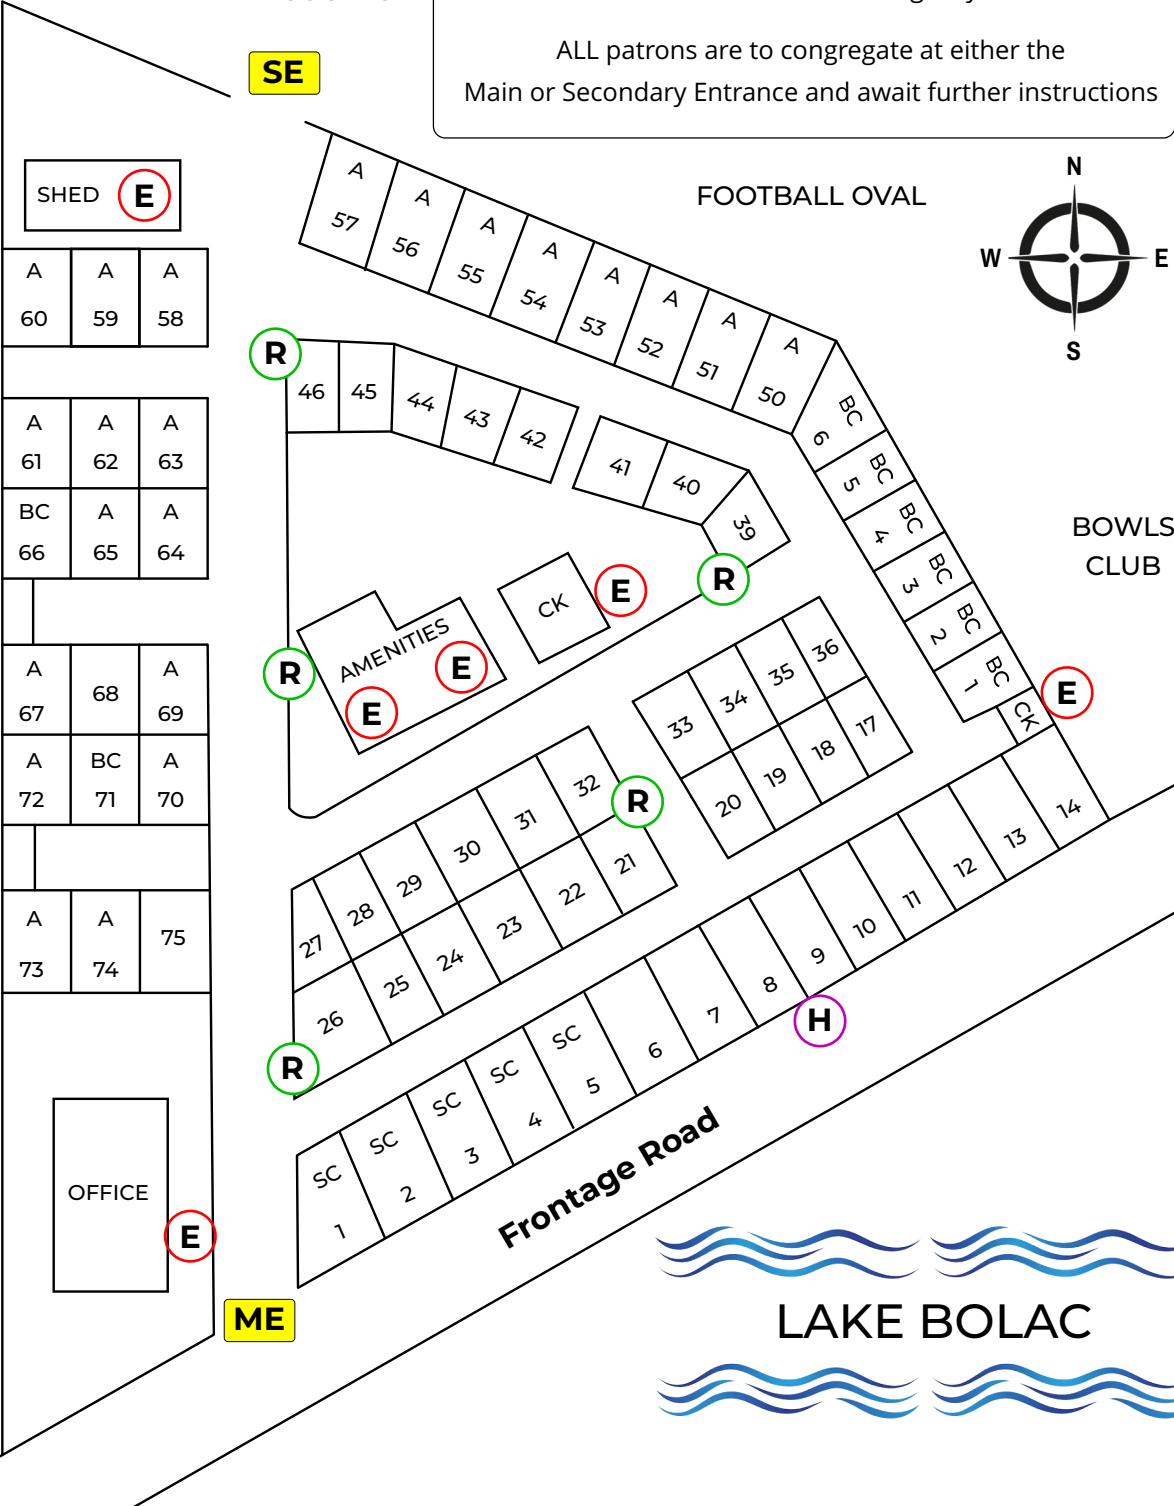 ALL patrons are to congregate at either the
Main or Secondary Entrance and await further instructions
SE
FOOTBALL OVAL
N
W
E
S
SHED
E
A
60
A
59
A
58
A
57
A
56
A
55
A
54
A
53
A
52
A
51
A
50
R
46
45
44
43
42
41
40
39
R
BC
6
BC
5
BC
4
BC
3
BC
2
BC
1
CK
E
BOWLS
CLUB
A
61
A
62
A
63
BC
66
A
65
A
64
CK
E
AMENITIES
E
E
R
A
67
68
A
69
A
72
BC
71
A
70
33
34
35
36
20
19
18
17
27
28
29
30
31
32
R
26
25
24
23
22
21
R
A
73
A
74
75
SC
1
SC
2
SC
3
SC
4
SC
5
6
7
8
9
10
11
12
13
14
H
OFFICE
E
ME
Frontage Road
LAKE BOLAC